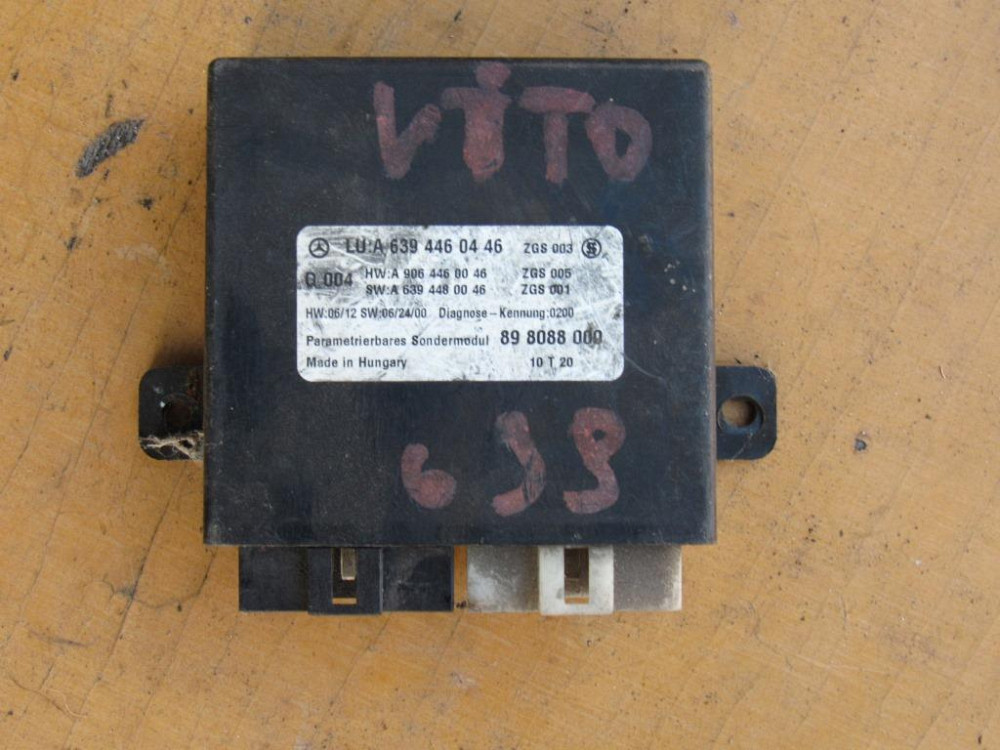 ViTO
LU:A 639 446 04 46 ZGS 003
Q 004 HW:A 906 446 00 46 ZGS 005
SW:A 639 448 00 46 ZGS 001
HW:06/12 SW:06/24/00 Diagnose – Kennung:0200
Parametrierbares Sondermodul 89 8088 000
Made in Hungary 10 T 20
639